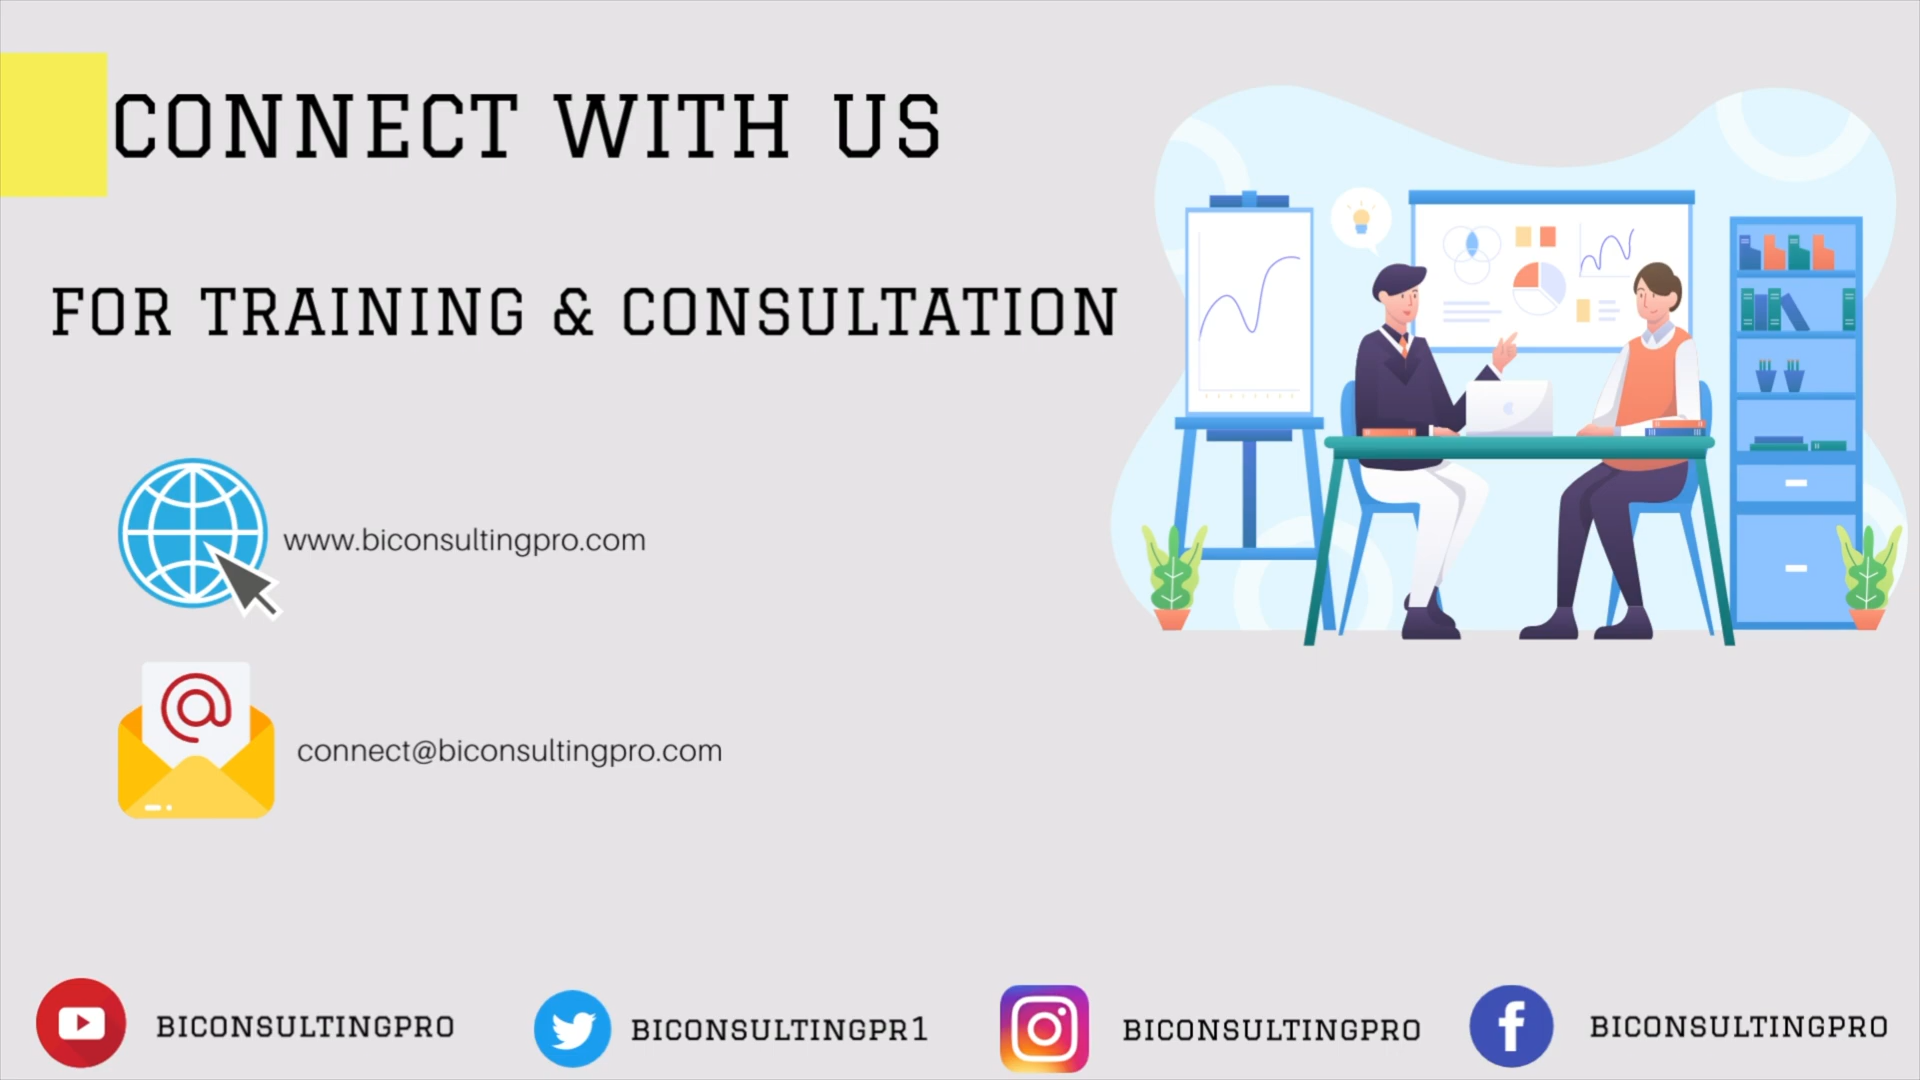 CONNECT WITH US
FOR TRAINING & CONSULTATION
www.biconsultingpro.com
connect@biconsultingpro.com
BICONSULTINGPRO
BICONSULTINGPR1
BICONSULTINGPRO
BICONSULTINGPRO